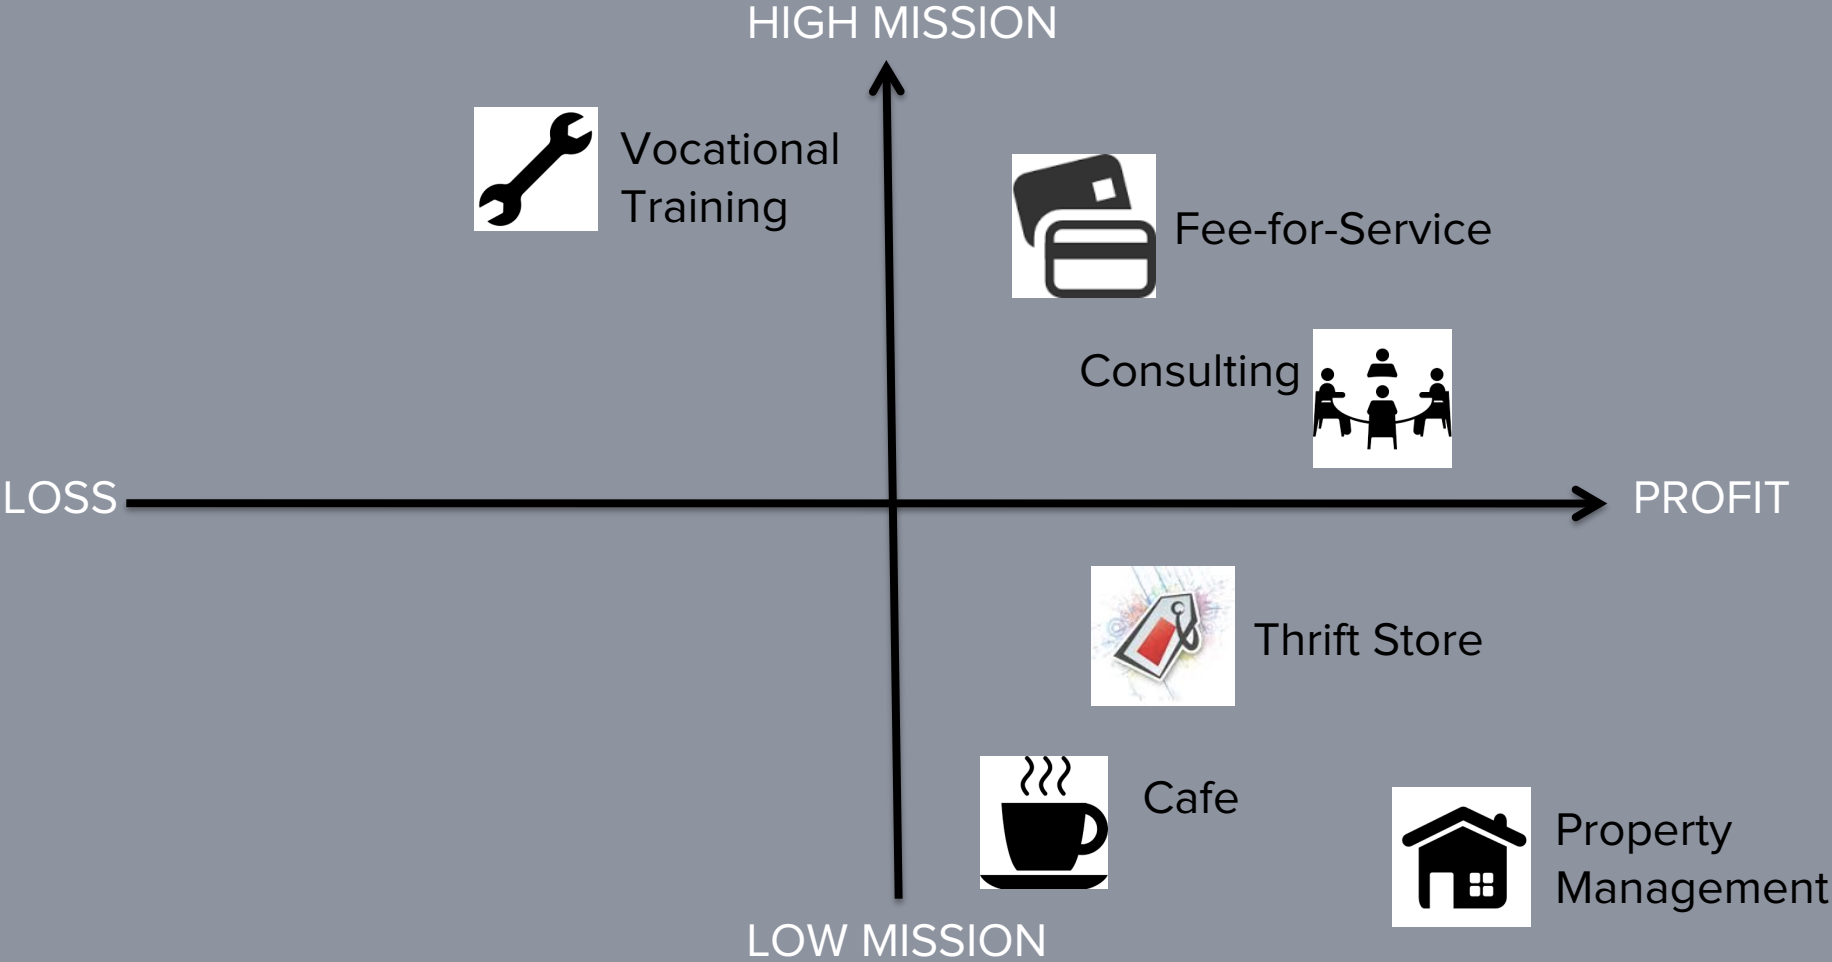 HIGH MISSION
Vocational
Training
Fee-for-Service
Consulting
LOSS
PROFIT
Thrift Store
Cafe
Property
Management
LOW MISSION